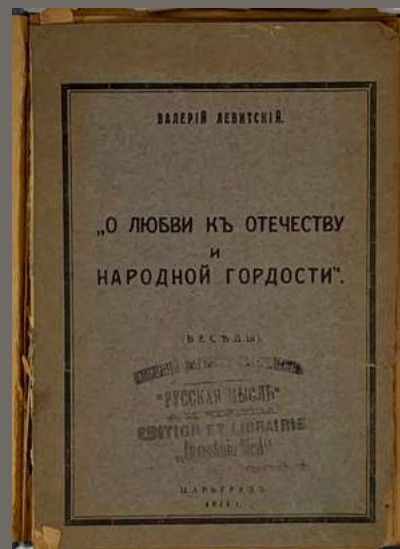 ВАЛЕРІЙ ЛЕВИТСКІЙ.
„О ЛЮБВИ КЪ ОТЕЧЕСТВУ
И
НАРОДНОЙ ГОРДОСТИ“.
(БЕСѢДЫ)
"РУССКАЯ МЫСЛЬ"
EDITION ET LIBRAIRIE
ЦАРЬГРАДЪ